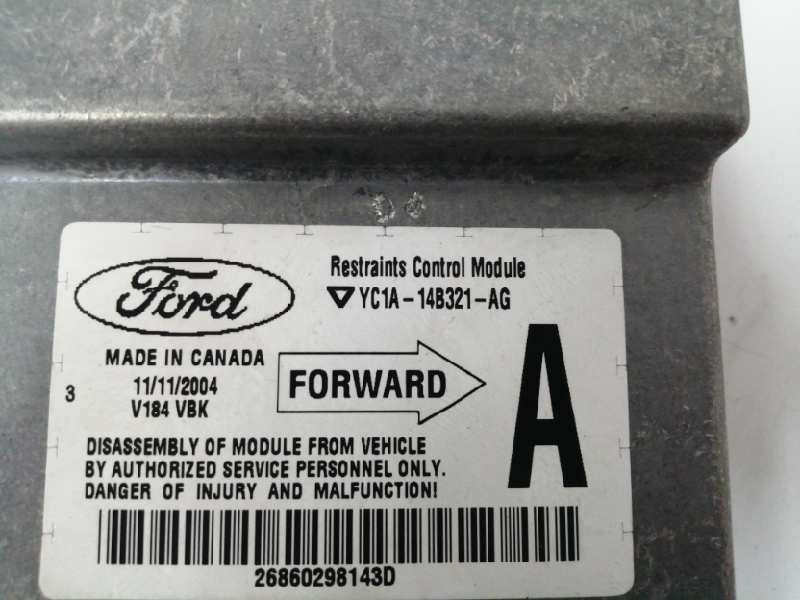 Ford
Restraints Control Module
YC1A-14B321-AG
MADE IN CANADA
11/11/2004
V184 VBK
3
FORWARD
A
DISASSEMBLY OF MODULE FROM VEHICLE
BY AUTHORIZED SERVICE PERSONNEL ONLY.
DANGER OF INJURY AND MALFUNCTION!
26860298143D